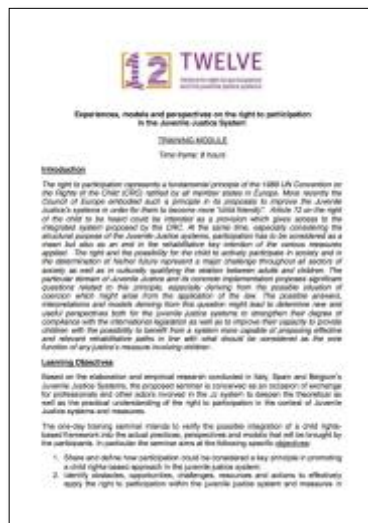 TWELVE
Experiences, models and perspectives on the right to participation
in the Juvenile Justice System
TRAINING MODULE
Time-frame: 8 hours
Introduction
The right to participation represents a fundamental principle of the 1989 UN Convention on
the Rights of the Child (CRC) ratified by all member states in Europe. Most recently the
Council of Europe embodied such a principle in its proposals to improve the Juvenile
Justice's systems in order for them to become more "child friendly". Article 12 on the right
of the child to be heard could be intended as a provision which gives access to the
integrated system proposed by the CRC. At the same time, especially considering the
structural purpose of the Juvenile Justice systems, participation has to be considered as a
mean but also as an end in the rehabilitative key intention of the various measures
applied. The right and the possibility for the child to actively participate in society and in
the determination of his/her future represent a major challenge throughout all sectors of
society as well as in culturally qualifying the relation between adults and children. The
particular domain of Juvenile Justice and its concrete implementation proposes significant
questions related to this principle, especially deriving from the possible situation of
coercion which might arise from the application of the law. The possible answers,
interpretations and models deriving from this question might lead to determine new and
useful perspectives both for the juvenile justice systems to strengthen their degree of
compliance with the international legislation as well as to improve their capacity to provide
children with the possibility to benefit from a system more capable of proposing effective
and relevant rehabilitative paths in line with what should be considered as the core
function of any justice's measure involving children.
Learning Objectives
Based on the elaboration and empirical research conducted in Italy, Spain and Belgium's
Juvenile Justice Systems, the proposed seminar is conceived as an occasion of exchange
for professionals and other actors involved in the JJ system to deepen the theoretical as
well as the practical understanding of the right to participation in the context of Juvenile
Justice systems and measures.
The one-day training seminar intends to verify the possible integration of a child rights-
based framework into the actual practices, perspectives and models that will be brought by
the participants. In particular the seminar aims at the following specific objectives:
1. Share and define how participation could be considered a key principle in promoting
a child rights-based approach in the juvenile justice system
2. Identify obstacles, opportunities, challenges, resources and actions to effectively
apply the right to participation within the juvenile justice system and measures in